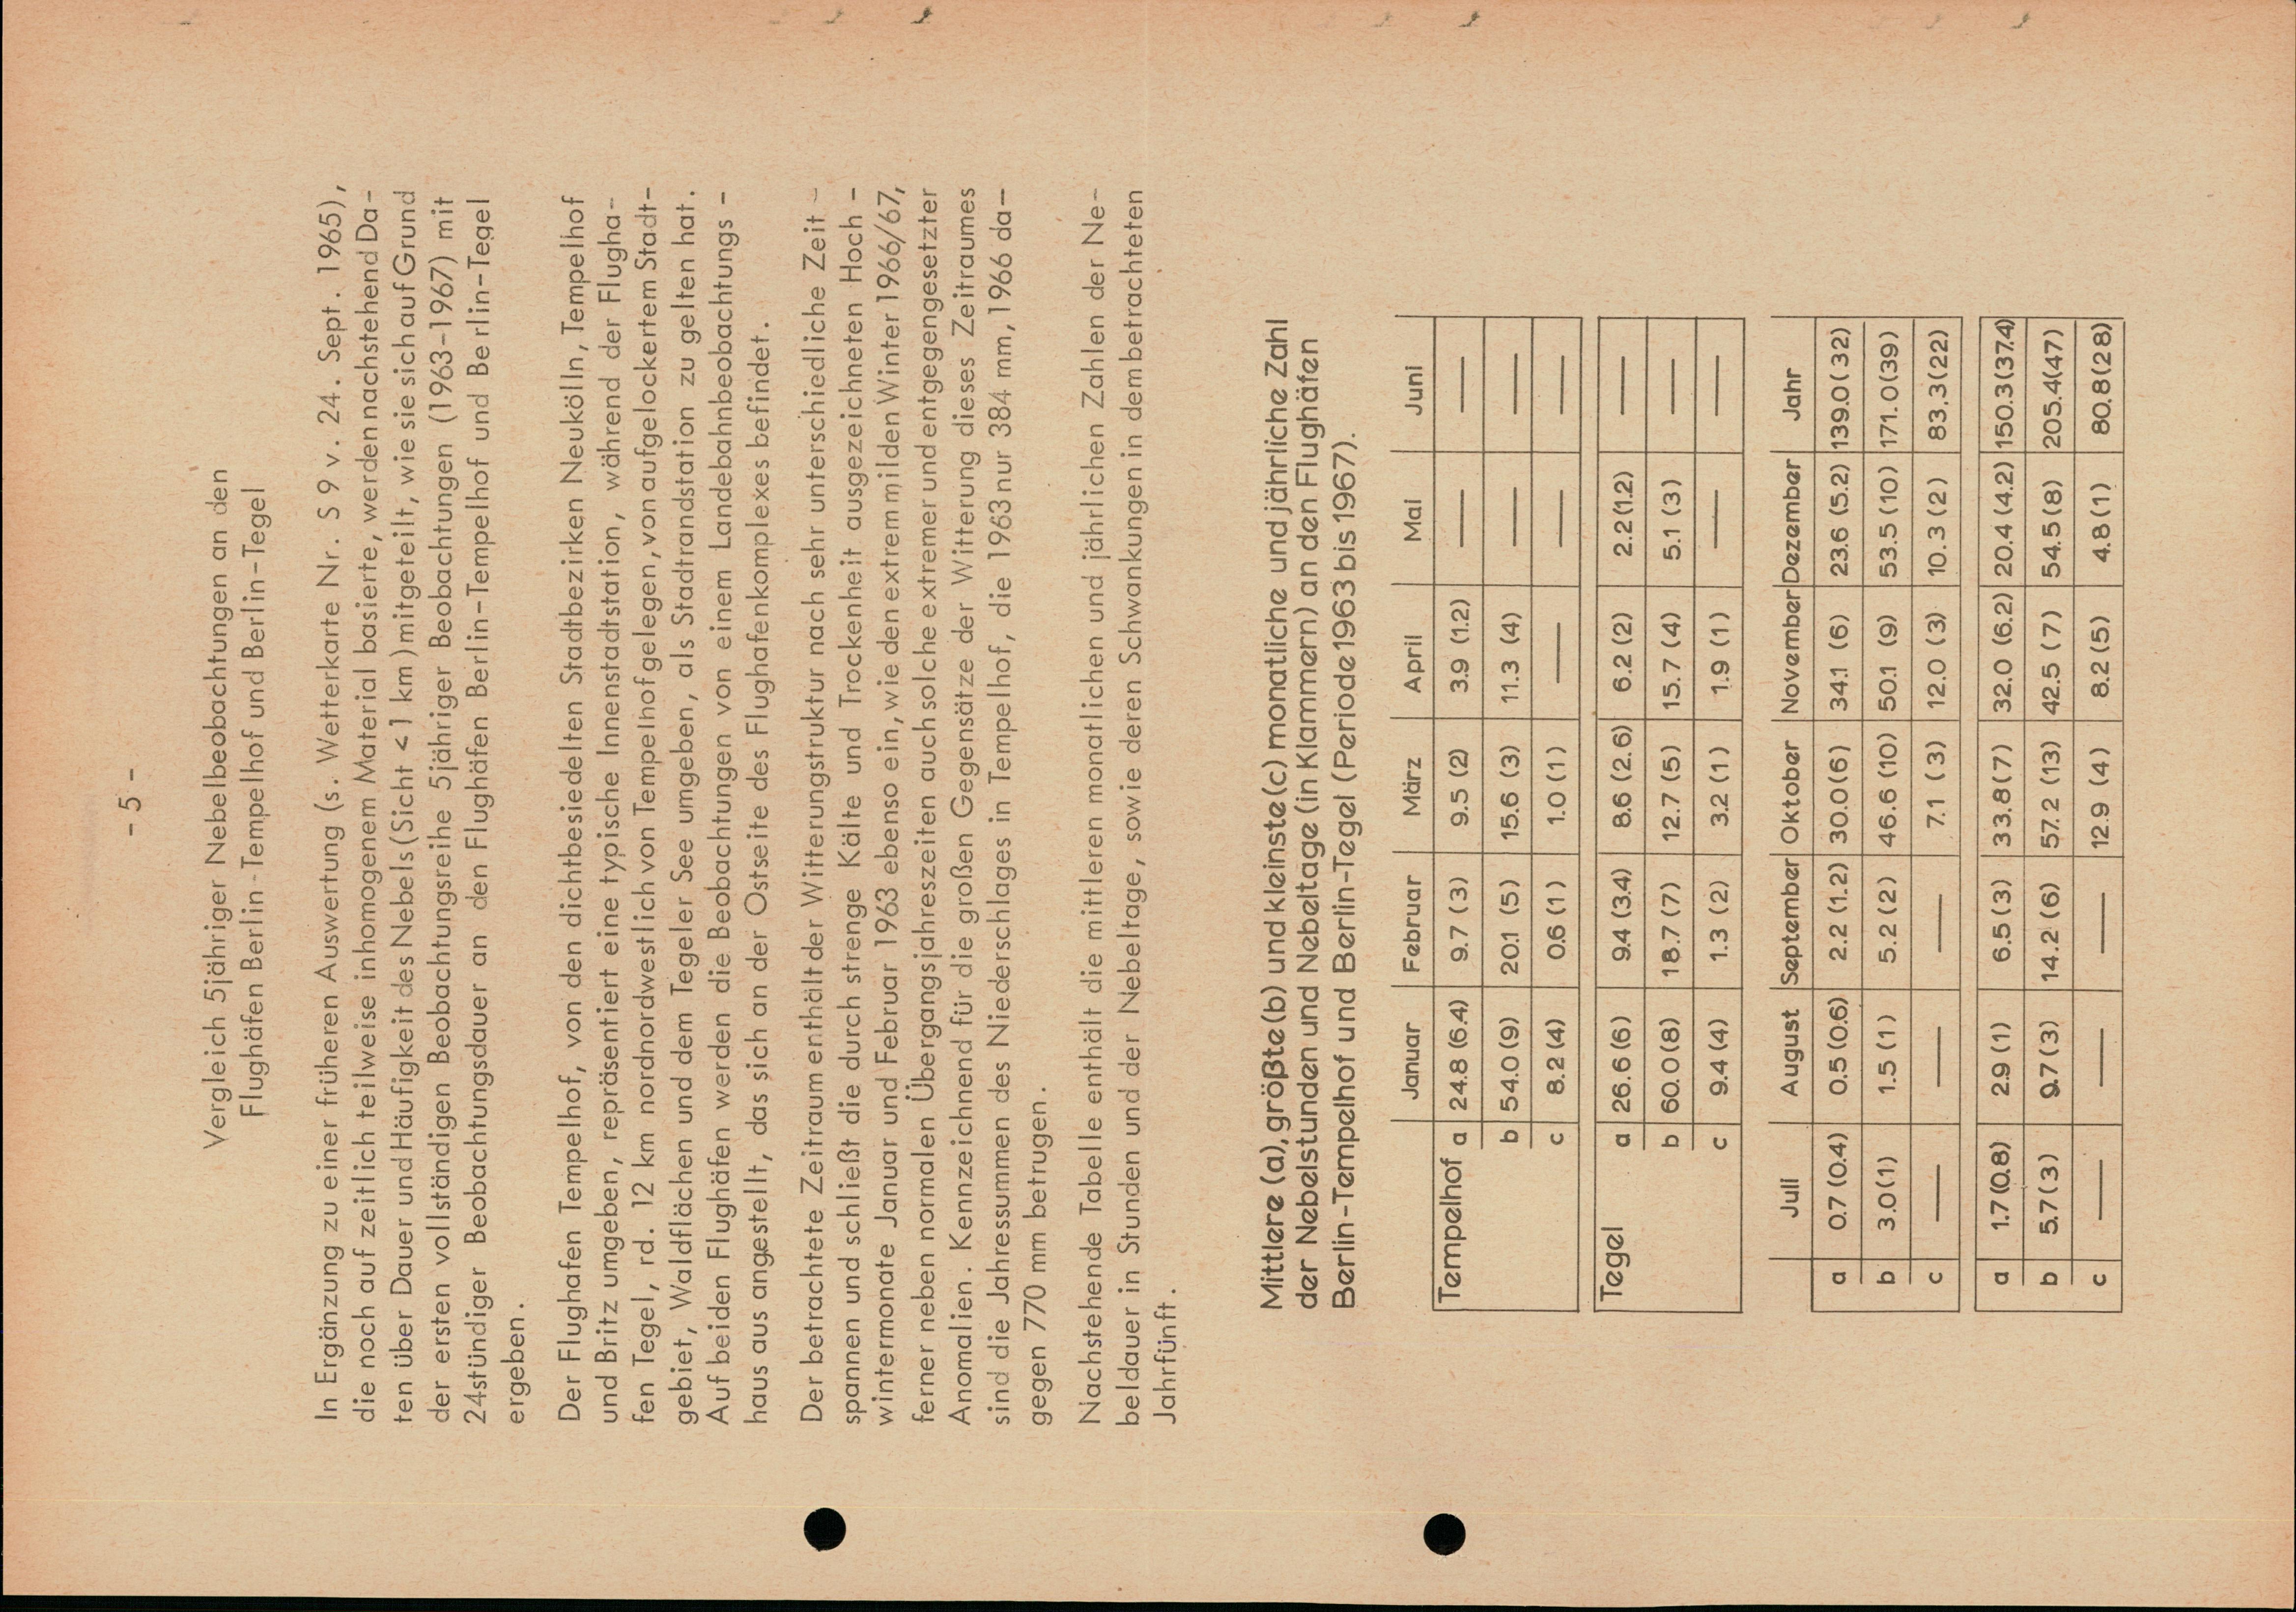 - 5 -
Vergleich 5jähriger Nebelbeobachtungen an den
Flughäfen Berlin-Tempelhof und Berlin-Tegel
In Ergänzung zu einer früheren Auswertung (s. Wetterkarte Nr. S 9 v. 24. Sept. 1965),
die noch auf zeitlich teilweise inhomogenem Material basierte, werden nachstehend Da-
ten über Dauer und Häufigkeit des Nebels (Sicht < 1 km) mitgeteilt, wie sie sich auf Grund
der ersten vollständigen Beobachtungsreihe 5jähriger Beobachtungen (1963-1967) mit
24stündiger Beobachtungsdauer an den Flughäfen Berlin-Tempelhof und Berlin-Tegel
ergeben.
Der Flughafen Tempelhof, von den dichtbesiedelten Stadtbezirken Neukölln, Tempelhof
und Britz umgeben, repräsentiert eine typische Innenstadtstation, während der Flugha-
fen Tegel, rd. 12 km nordnordwestlich von Tempelhof gelegen, von aufgelockertem Stadt-
gebiet, Waldflächen und dem Tegeler See umgeben, als Stadtrandstation zu gelten hat.
Auf beiden Flughäfen werden die Beobachtungen von einem Landebahnbeobachtungs-
haus aus angestellt, das sich an der Ostseite des Flughafenkomplexes befindet.
Der betrachtete Zeitraum enthält der Witterungstruktur nach sehr unterschiedliche Zeit-
spannen und schließt die durch strenge Kälte und Trockenheit ausgezeichneten Hoch-
wintermonate Januar und Februar 1963 ebenso ein, wie den extrem milden Winter 1966/67,
ferner neben normalen Übergangsjahreszeiten auch solche extremer und entgegengesetzter
Anomalien. Kennzeichnend für die großen Gegensätze der Witterung dieses Zeitraumes
sind die Jahressummen des Niederschlages in Tempelhof, die 1963 nur 384 mm, 1966 da-
gegen 770 mm betrugen.
Nachstehende Tabelle enthält die mittleren monatlichen und jährlichen Zahlen der Ne-
beldauer in Stunden und der Nebeltage, sowie deren Schwankungen in dem betrachteten
Jahrfünft.
Mittlere (a), größte (b) und kleinste (c) monatliche und jährliche Zahl
der Nebelstunden und Nebeltage (in Klammern) an den Flughäfen
Berlin-Tempelhof und Berlin-Tegel (Periode 1963 bis 1967).
Januar Februar März April Mai Juni
Tempelhof a 24.8 (6.4) 9.7 (3) 9.5 (2) 3.9 (1.2) — —
b 54.0 (9) 20.1 (5) 15.6 (3) 11.3 (4) — —
c 8.2 (4) 0.6 (1) 1.0 (1) — — —
Tegel a 26.6 (6) 9.4 (3.4) 8.6 (2.6) 6.2 (2) 2.2 (1.2) —
b 60.0 (8) 18.7 (7) 12.7 (5) 15.7 (4) 5.1 (3) —
c 9.4 (4) 1.3 (2) 3.2 (1) 1.9 (1) — —
Juli August September Oktober November Dezember Jahr
a 0.7 (0.4) 0.5 (0.6) 2.2 (1.2) 30.0 (6) 34.1 (6) 23.6 (5.2) 139.0 (32)
b 3.0 (1) 1.5 (1) 5.2 (2) 46.6 (10) 50.1 (9) 53.5 (10) 171.0 (39)
c — — — 7.1 (3) 12.0 (3) 10.3 (2) 83,3 (22)
a 1.7 (0.8) 2.9 (1) 6.5 (3) 33.8 (7) 32.0 (6.2) 20.4 (4.2) 150.3 (37.4)
b 5.7 (3) 9.7 (3) 14.2 (6) 57.2 (13) 42.5 (7) 54.5 (8) 205.4 (47)
c — — — 12.9 (4) 8.2 (5) 4.8 (1) 80.8 (28)